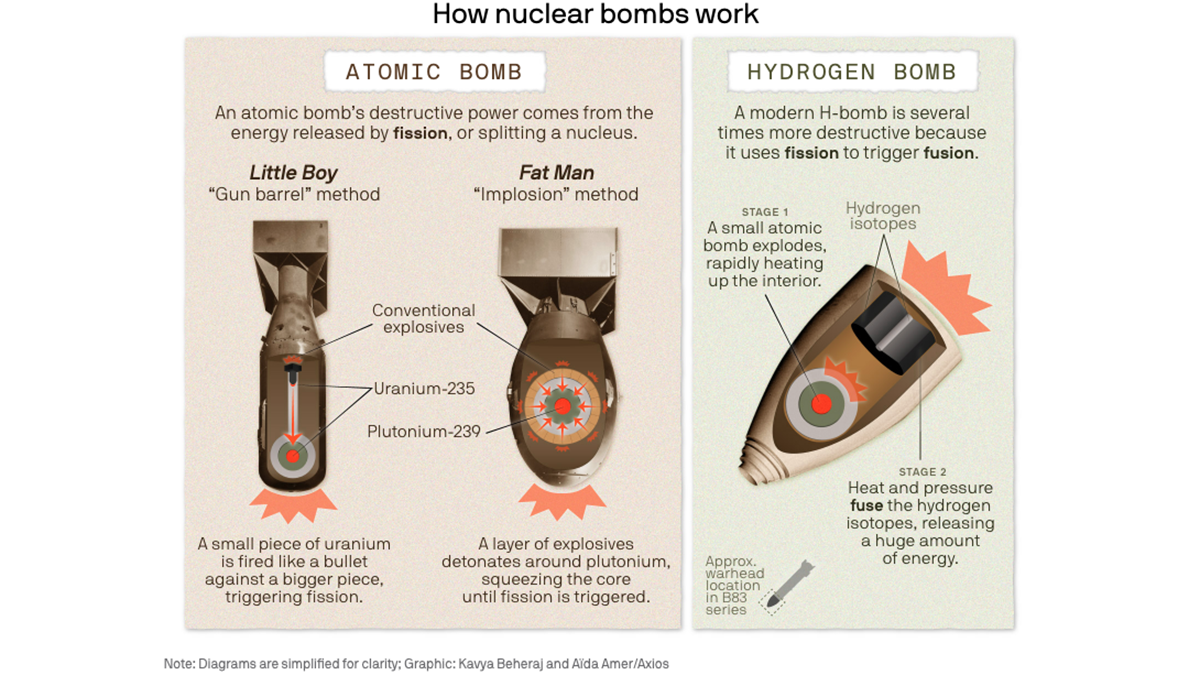 How nuclear bombs work
ATOMIC BOMB
An atomic bomb's destructive power comes from the
energy released by fission, or splitting a nucleus.
Little Boy
“Gun barrel” method
Fat Man
“Implosion” method
Conventional
explosives
Uranium-235
Plutonium-239
A small piece of uranium
is fired like a bullet
against a bigger piece,
triggering fission.
A layer of explosives
detonates around plutonium,
squeezing the core
until fission is triggered.
HYDROGEN BOMB
A modern H-bomb is several
times more destructive because
it uses fission to trigger fusion.
STAGE 1
A small atomic
bomb explodes,
rapidly heating
up the interior.
Hydrogen
isotopes
STAGE 2
Heat and pressure
fuse the hydrogen
isotopes, releasing
a huge amount
of energy.
Approx.
warhead
location
in B83
series
Note: Diagrams are simplified for clarity; Graphic: Kavya Beheraj and Aïda Amer/Axios